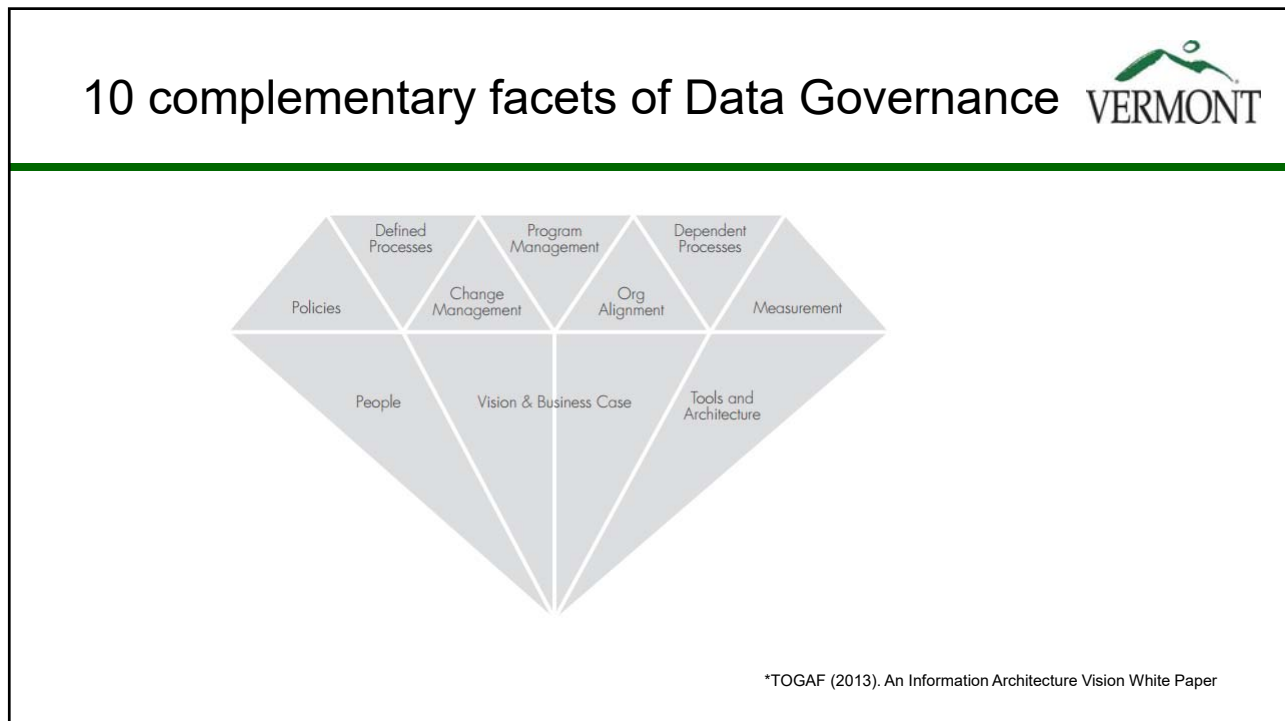 10 complementary facets of Data Governance
VERMONT
Defined
Processes
Program
Management
Dependent
Processes
Policies
Change
Management
Org
Alignment
Measurement
People
Vision & Business Case
Tools and
Architecture
*TOGAF (2013). An Information Architecture Vision White Paper